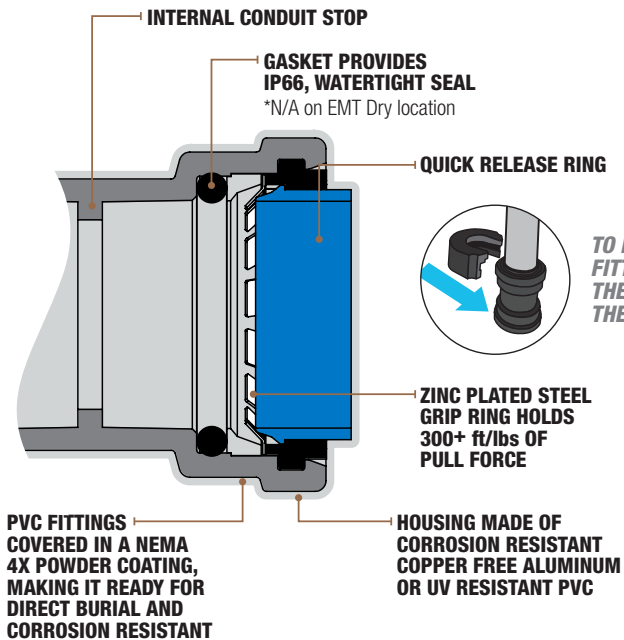 INTERNAL CONDUIT STOP
GASKET PROVIDES
IP66, WATERTIGHT SEAL
*N/A on EMT Dry location
QUICK RELEASE RING
TO
FITT
THE
THE
ZINC PLATED STEEL
GRIP RING HOLDS
300+ ft/lbs OF
PULL FORCE
PVC FITTINGS
COVERED IN A NEMA
4X POWDER COATING,
MAKING IT READY FOR
DIRECT BURIAL AND
CORROSION RESISTANT
HOUSING MADE OF
CORROSION RESISTANT
COPPER FREE ALUMINUM
OR UV RESISTANT PVC